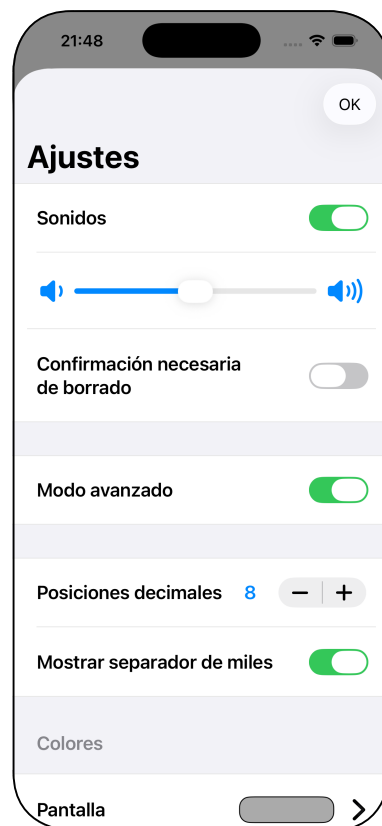 21:48
OK
Ajustes
Sonidos
Confirmación necesaria
de borrado
Modo avanzado
Posiciones decimales 8
Mostrar separador de miles
Colores
Pantalla